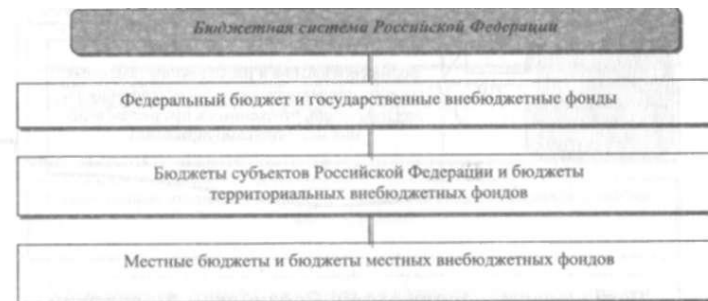 Бюджетная система Российской Федерации
Федеральный бюджет и государственные внебюджетные фонды
Бюджеты субъектов Российской Федерации и бюджеты
территориальных внебюджетных фондов
Местные бюджеты и бюджеты местных внебюджетных фондов